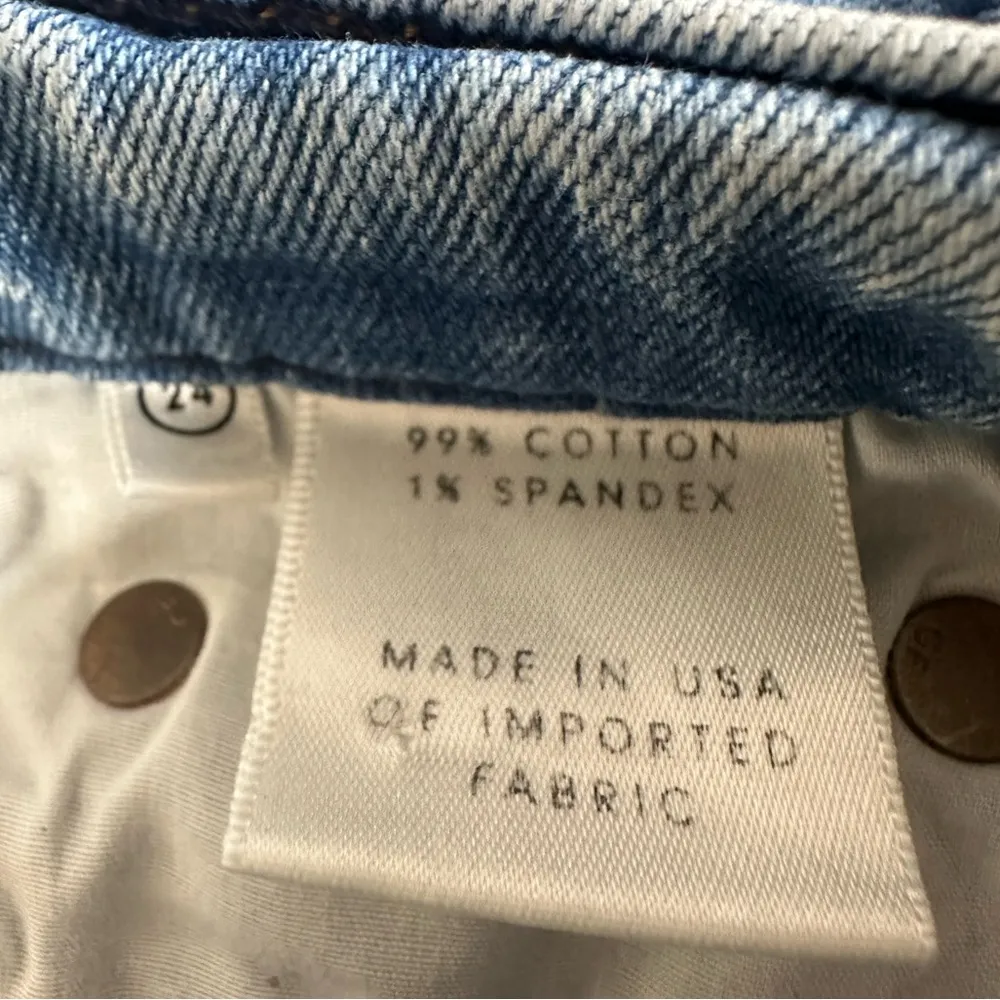 24
99% COTTON
1% SPANDEX
MADE IN USA
OF IMPORTED
FABRIC